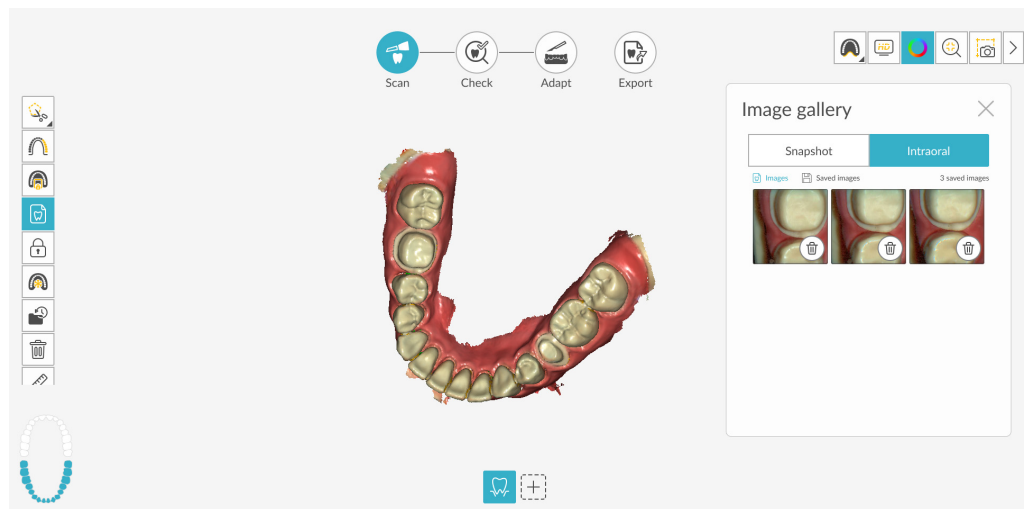 Scan
Check
Adapt
Export
HD
Image gallery
Snapshot
Intraoral
Images
Saved images
3 saved images